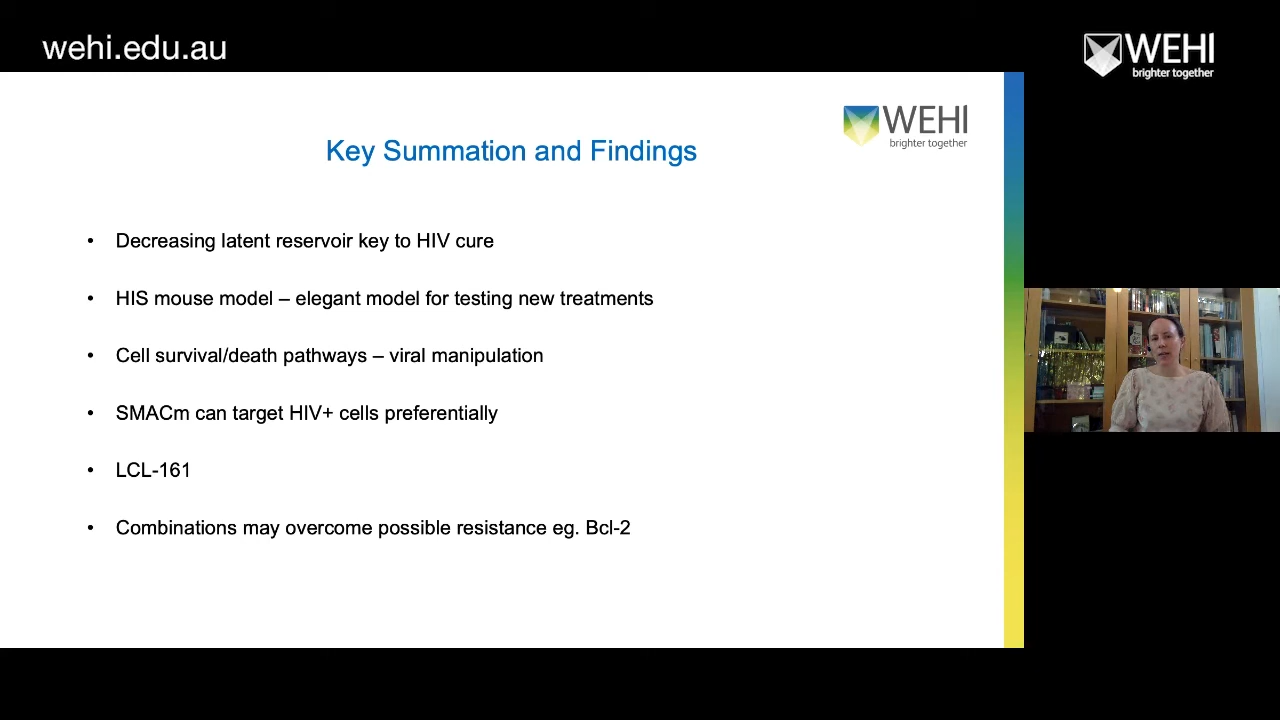 wehi.edu.au
WEHI
brighter together
WEHI
brighter together
Key Summation and Findings
• Decreasing latent reservoir key to HIV cure
• HIS mouse model – elegant model for testing new treatments
• Cell survival/death pathways – viral manipulation
• SMACm can target HIV+ cells preferentially
• LCL-161
• Combinations may overcome possible resistance eg. Bcl-2